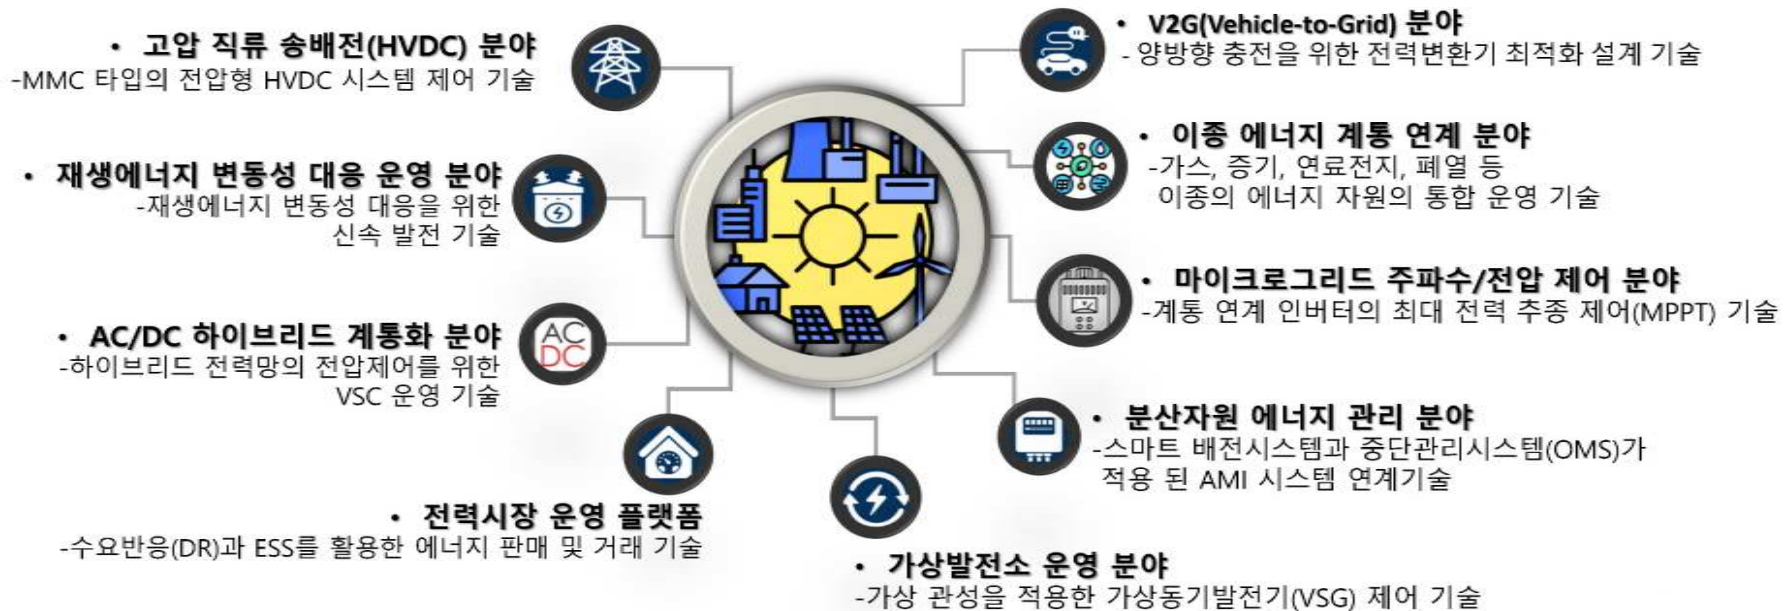 • 고압 직류 송배전(HVDC) 분야
-MMC 타입의 전압형 HVDC 시스템 제어 기술
• 재생에너지 변동성 대응 운영 분야
-재생에너지 변동성 대응을 위한
신속 발전 기술
• AC/DC 하이브리드 계통화 분야
-하이브리드 전력망의 전압제어를 위한
VSC 운영 기술
AC
DC
• 전력시장 운영 플랫폼
-수요반응(DR)과 ESS를 활용한 에너지 판매 및 거래 기술
• V2G(Vehicle-to-Grid) 분야
- 양방향 충전을 위한 전력변환기 최적화 설계 기술
• 이종 에너지 계통 연계 분야
-가스, 증기, 연료전지, 폐열 등
이종의 에너지 자원의 통합 운영 기술
• 마이크로그리드 주파수/전압 제어 분야
-계통 연계 인버터의 최대 전력 추종 제어(MPPT) 기술
• 분산자원 에너지 관리 분야
-스마트 배전시스템과 중단관리시스템(OMS)가
적용 된 AMI 시스템 연계기술
• 가상발전소 운영 분야
-가상 관성을 적용한 가상동기발전기(VSG) 제어 기술